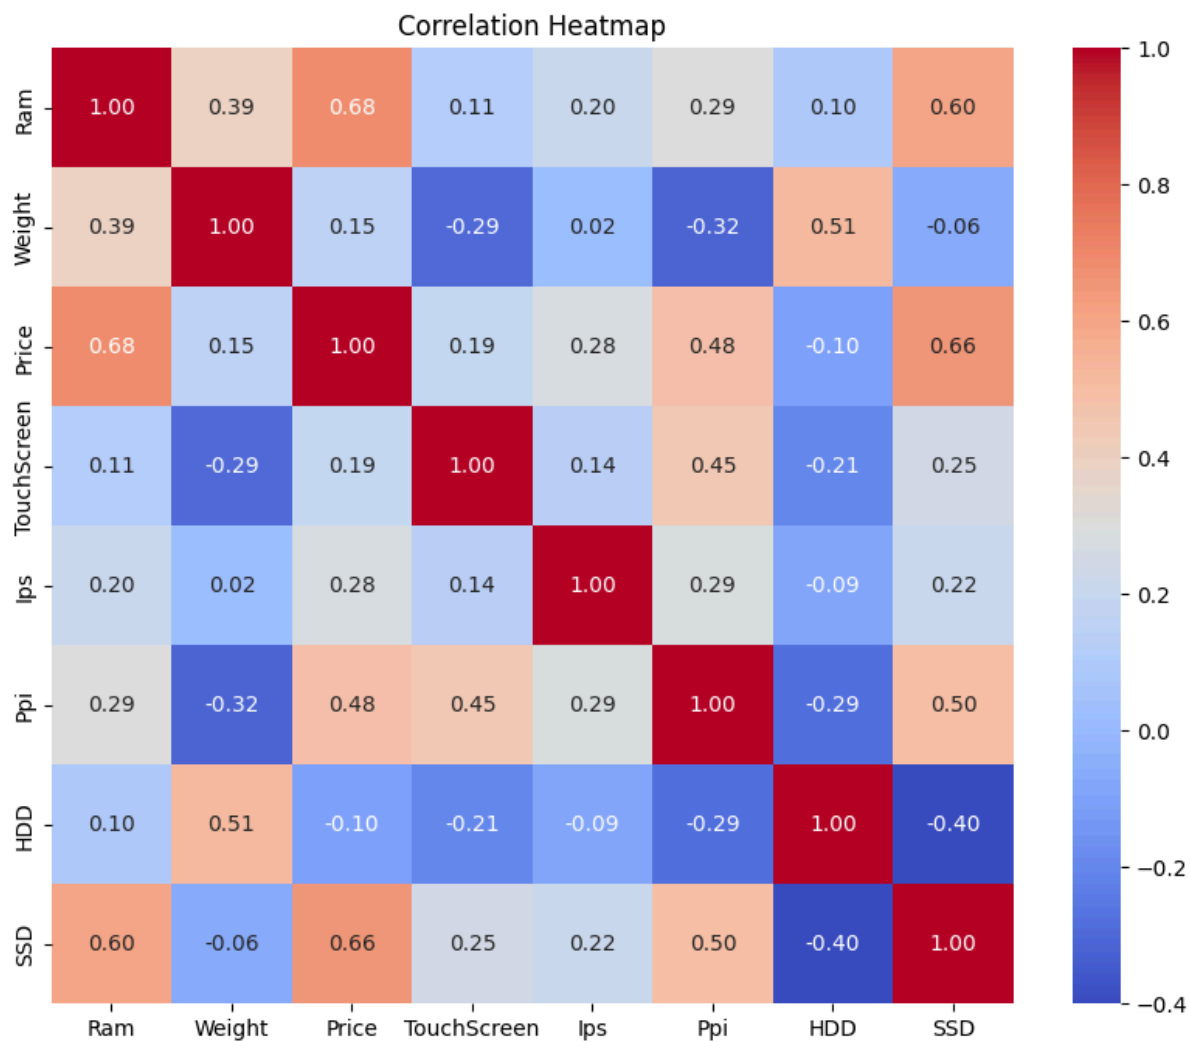 Correlation Heatmap
Ram 1.00 0.39 0.68 0.11 0.20 0.29 0.10 0.60
Weight 0.39 1.00 0.15 -0.29 0.02 -0.32 0.51 -0.06
Price 0.68 0.15 1.00 0.19 0.28 0.48 -0.10 0.66
TouchScreen 0.11 -0.29 0.19 1.00 0.14 0.45 -0.21 0.25
Ips 0.20 0.02 0.28 0.14 1.00 0.29 -0.09 0.22
Ppi 0.29 -0.32 0.48 0.45 0.29 1.00 -0.29 0.50
HDD 0.10 0.51 -0.10 -0.21 -0.09 -0.29 1.00 -0.40
SSD 0.60 -0.06 0.66 0.25 0.22 0.50 -0.40 1.00
Ram Weight Price TouchScreen Ips Ppi HDD SSD
1.0
0.8
0.6
0.4
0.2
0.0
−0.2
−0.4